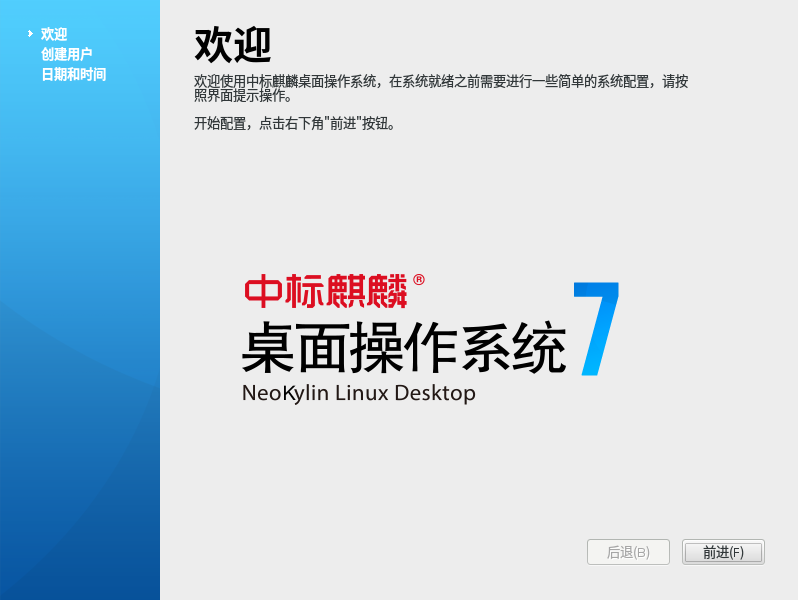 欢迎
创建用户
日期和时间
欢迎
欢迎使用中标麒麟桌面操作系统，在系统就绪之前需要进行一些简单的系统配置，请按
照界面提示操作。
开始配置，点击右下角"前进"按钮。
中标麒麟®
桌面操作系统7
NeoKylin Linux Desktop
后退(B) 前进(F)